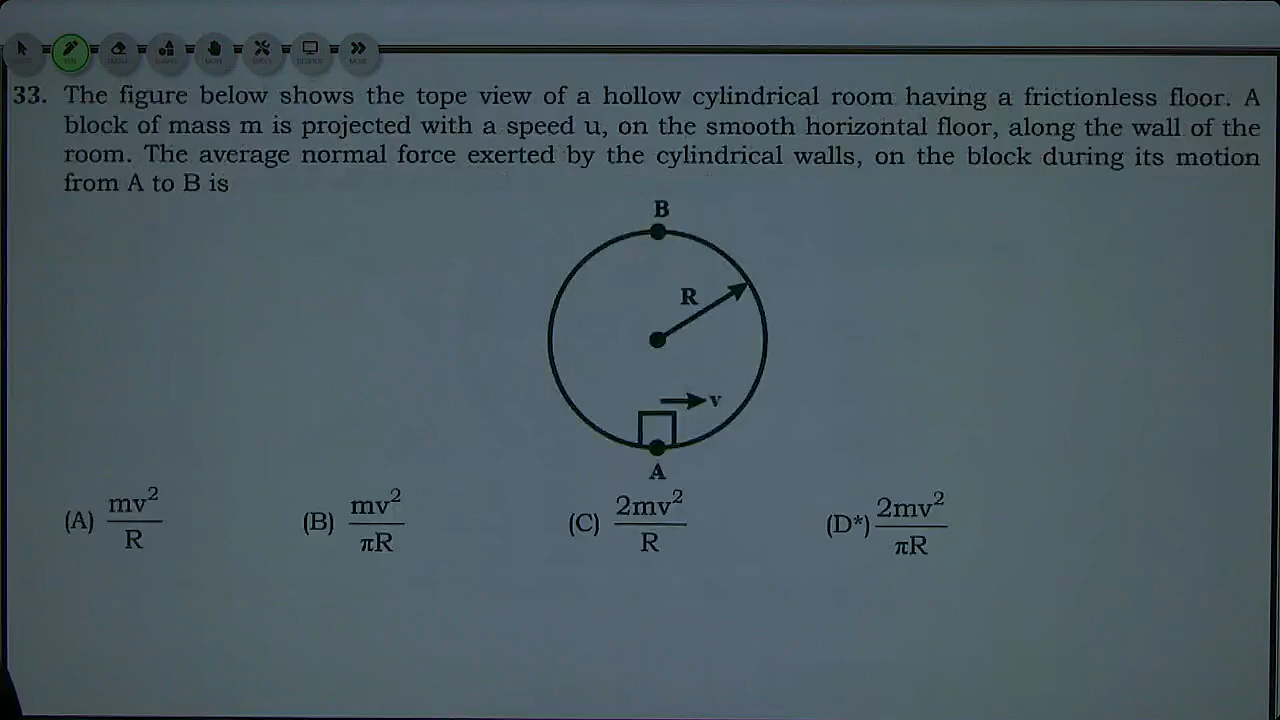 33. The figure below shows the tope view of a hollow cylindrical room having a frictionless floor. A
block of mass m is projected with a speed u, on the smooth horizontal floor, along the wall of the
room. The average normal force exerted by the cylindrical walls, on the block during its motion
from A to B is
B
R
v
A
(A) mv²/R (B) mv²/πR (C) 2mv²/R (D*) 2mv²/πR